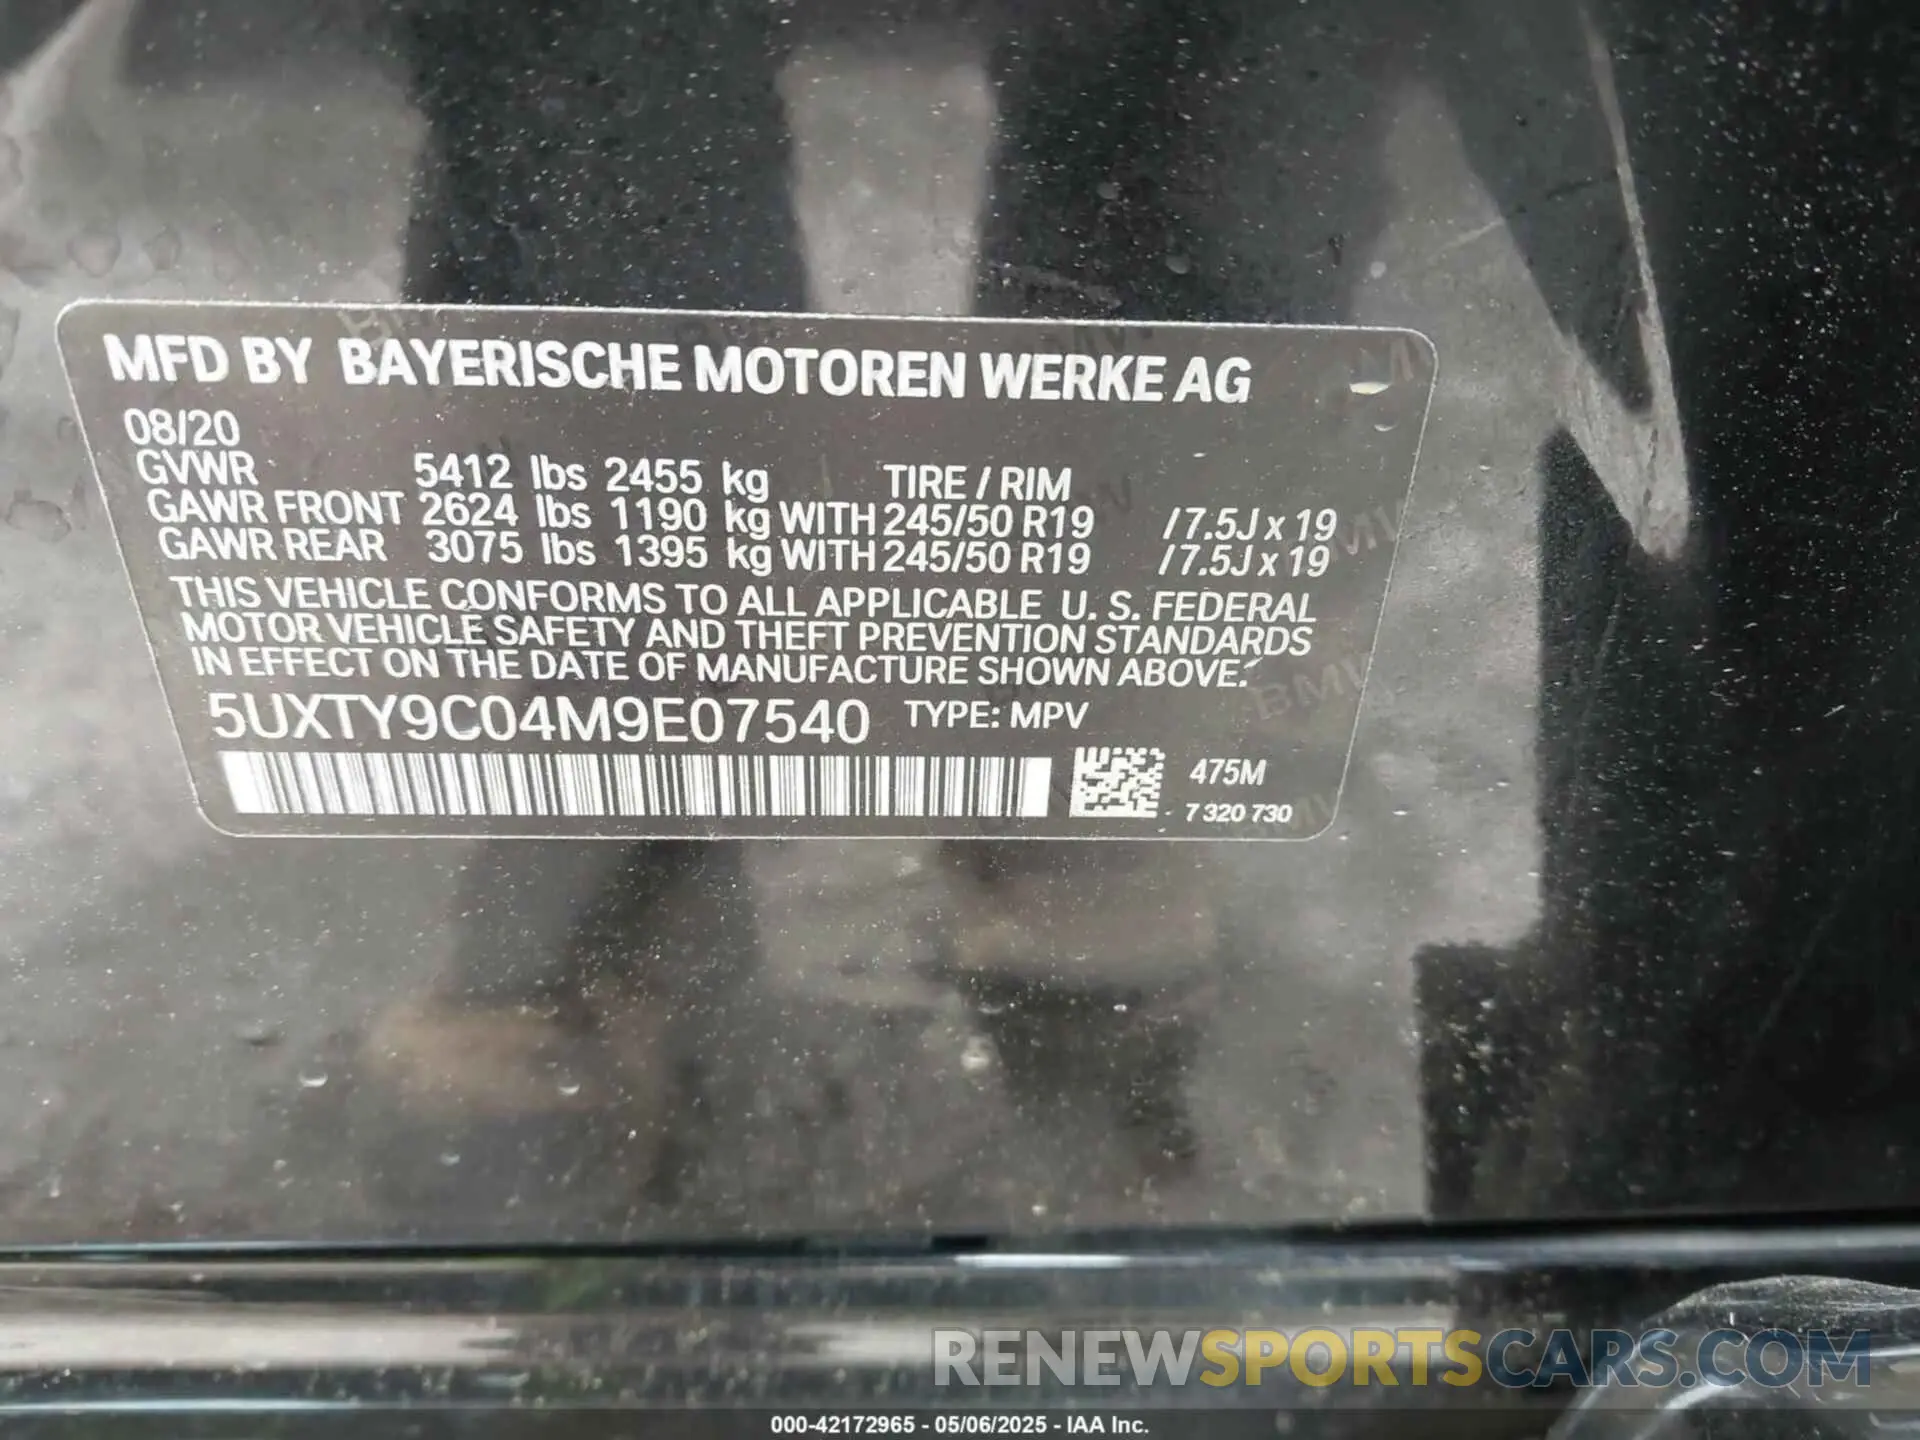 MFD BY BAYERISCHE MOTOREN WERKE AG
08/20
GVWR 5412 lbs 2455 kg TIRE / RIM
GAWR FRONT 2624 lbs 1190 kg WITH 245/50 R19 / 7.5J x 19
GAWR REAR 3075 lbs 1395 kg WITH 245/50 R19 / 7.5J x 19
THIS VEHICLE CONFORMS TO ALL APPLICABLE U. S. FEDERAL
MOTOR VEHICLE SAFETY AND THEFT PREVENTION STANDARDS
IN EFFECT ON THE DATE OF MANUFACTURE SHOWN ABOVE.
5UXTY9C04M9E07540 TYPE: MPV
475M
7 320 730
RENEWSPORTSCARS.COM
000-42172965 - 05/06/2025 - IAA Inc.